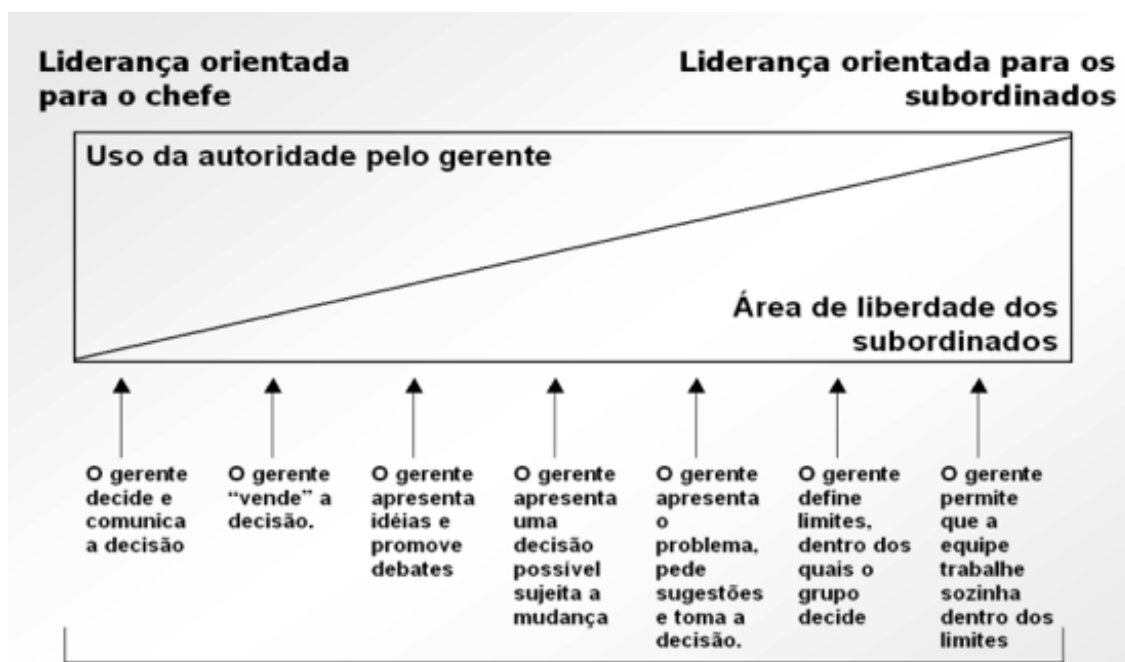 Liderança orientada
para o chefe
Liderança orientada para os
subordinados
Uso da autoridade pelo gerente
Área de liberdade dos
subordinados
O gerente
decide e
comunica
a decisão
O gerente
“vende” a
decisão.
O gerente
apresenta
idéias e
promove
debates
O gerente
apresenta
uma
decisão
possível
sujeita a
mudança
O gerente
apresenta
o
problema,
pede
sugestões
e toma a
decisão.
O gerente
define
limites,
dentro dos
quais o
grupo
decide
O gerente
permite
que a
equipe
trabalhe
sozinha
dentro dos
limites